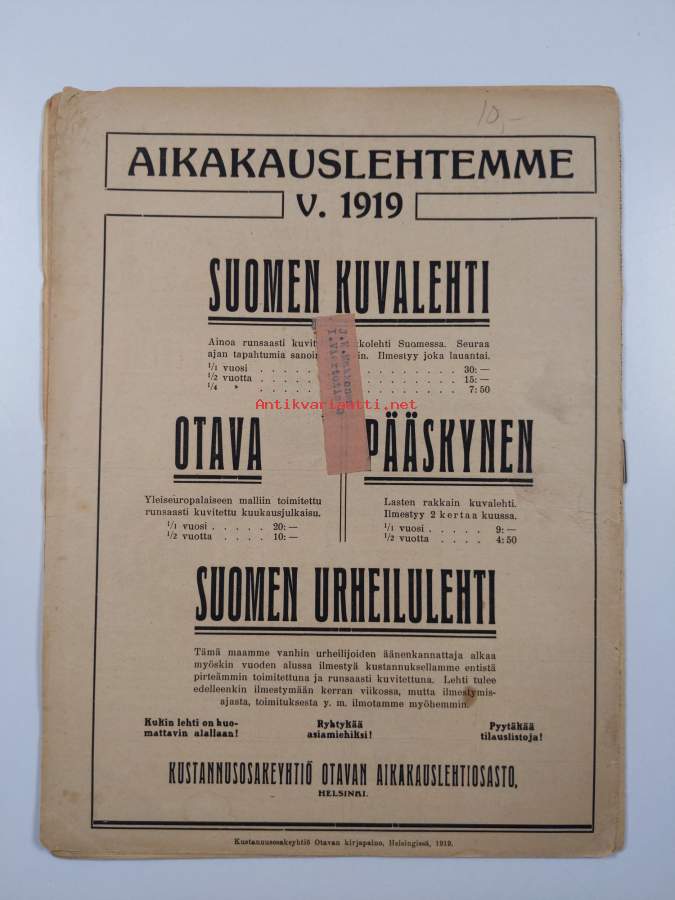 10,-
AIKAKAUSLEHTEMME
V. 1919
SUOMEN KUVALEHTI
Ainoa runsaasti kuvite kkolehti Suomessa. Seuraa
ajan tapahtumia sanoin in. Ilmestyy joka lauantai.
1/1 vuosi . . . . . . . . . . . . 30: —
1/2 vuotta . . . . . . . . . . . . 15: —
1/4 " . . . . . . . . . . . . 7: 50
Antikvariaatti.net
OTAVA
Yleiseuropalaiseen malliin toimitettu
runsaasti kuvitettu kuukausjulkaisu.
1/1 vuosi . . . . . 20: —
1/2 vuotta . . . . . 10: —
PÄÄSKYNEN
Lasten rakkain kuvalehti.
Ilmestyy 2 kertaa kuussa.
1/1 vuosi . . . . . 9: —
1/2 vuotta . . . . 4: 50
SUOMEN URHEILULEHTI
Tämä maamme vanhin urheilijoiden äänenkannattaja alkaa
myöskin vuoden alussa ilmestyä kustannuksellamme entistä
pirteämmin toimitettuna ja runsaasti kuvitettuna. Lehti tulee
edelleenkin ilmestymään kerran viikossa, mutta ilmestymis-
ajasta, toimituksesta y. m. ilmotamme myöhemmin.
Kukin lehti on huo-
mattavin alallaan!
Ryhtykää
asiamiehiksi!
Pyytäkää
tilauslistoja!
KUSTANNUSOSAKEYHTIÖ OTAVAN AIKAKAUSLEHTIOSASTO,
HELSINKI.
Kustannusosakeyhtiö Otavan kirjapaino, Helsingissä, 1919.